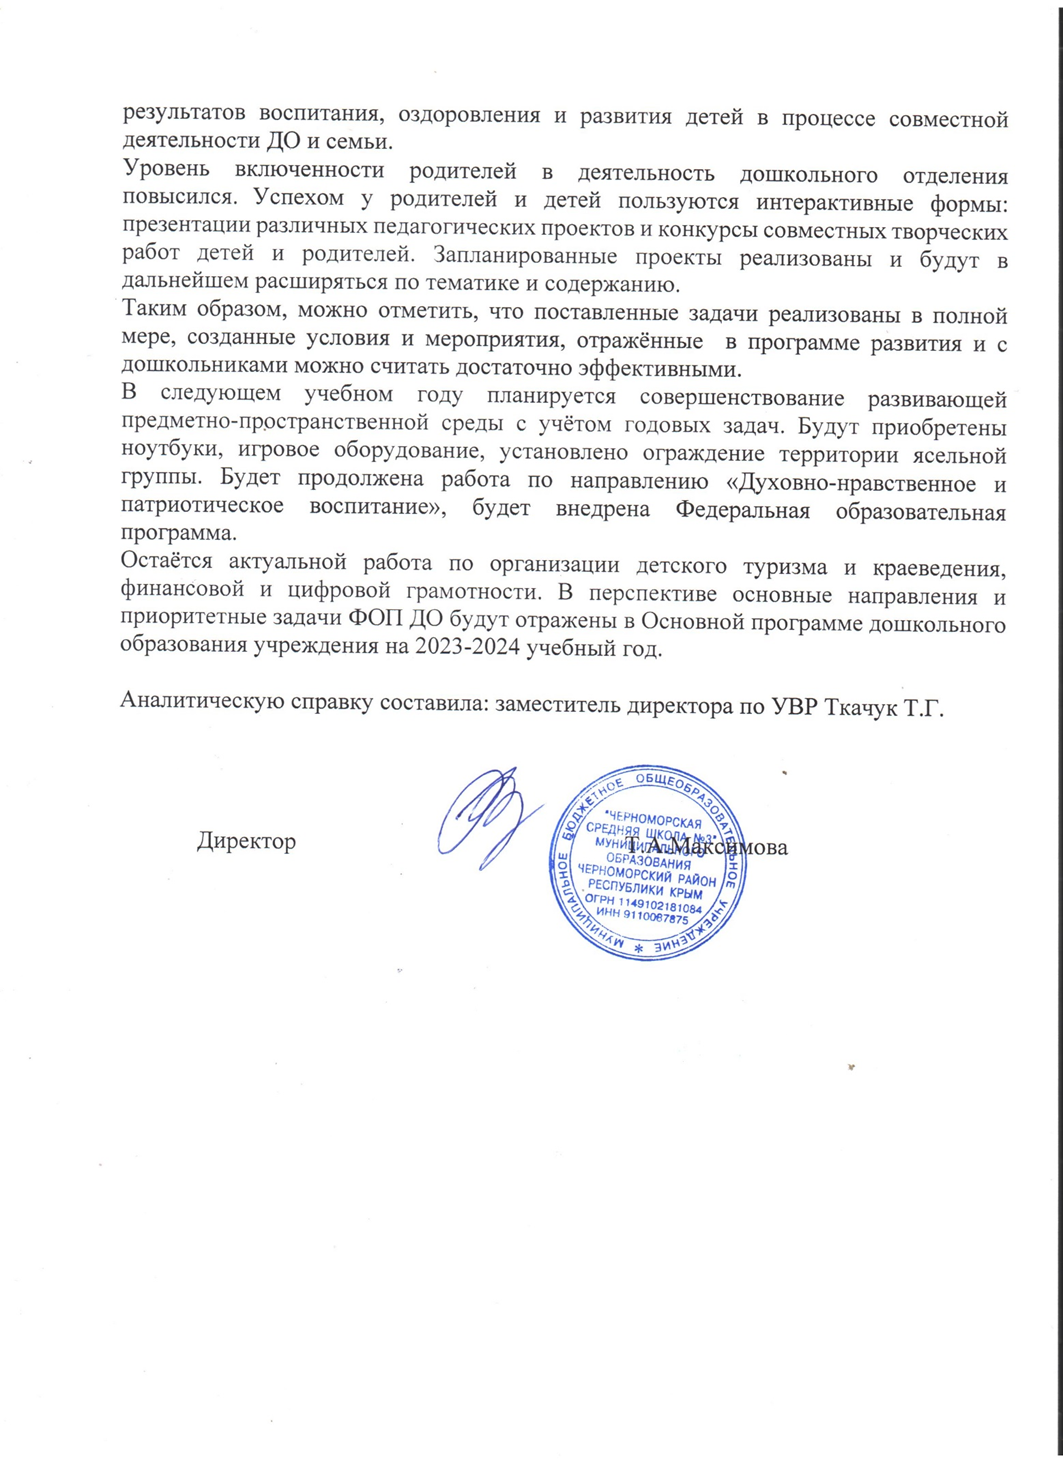 результатов воспитания, оздоровления и развития детей в процессе совместной
деятельности ДО и семьи.
Уровень включенности родителей в деятельность дошкольного отделения
повысился. Успехом у родителей и детей пользуются интерактивные формы:
презентации различных педагогических проектов и конкурсы совместных творческих
работ детей и родителей. Запланированные проекты реализованы и будут в
дальнейшем расширяться по тематике и содержанию.
Таким образом, можно отметить, что поставленные задачи реализованы в полной
мере, созданные условия и мероприятия, отражённые в программе развития и с
дошкольниками можно считать достаточно эффективными.
В следующем учебном году планируется совершенствование развивающей
предметно-пространственной среды с учётом годовых задач. Будут приобретены
ноутбуки, игровое оборудование, установлено ограждение территории ясельной
группы. Будет продолжена работа по направлению «Духовно-нравственное и
патриотическое воспитание», будет внедрена Федеральная образовательная
программа.
Остаётся актуальной работа по организации детского туризма и краеведения,
финансовой и цифровой грамотности. В перспективе основные направления и
приоритетные задачи ФОП ДО будут отражены в Основной программе дошкольного
образования учреждения на 2023-2024 учебный год.
Аналитическую справку составила: заместитель директора по УВР Ткачук Т.Г.
Директор
Т.А.Максимова
МУНИЦИПАЛЬНОЕ БЮДЖЕТНОЕ ОБЩЕОБРАЗОВАТЕЛЬНОЕ УЧРЕЖДЕНИЕ *
"ЧЕРНОМОРСКАЯ
СРЕДНЯЯ ШКОЛА №3"
МУНИЦИПАЛЬНОГО
ОБРАЗОВАНИЯ
ЧЕРНОМОРСКИЙ РАЙОН
РЕСПУБЛИКИ КРЫМ
ОГРН 1149102181084
ИНН 9110087875